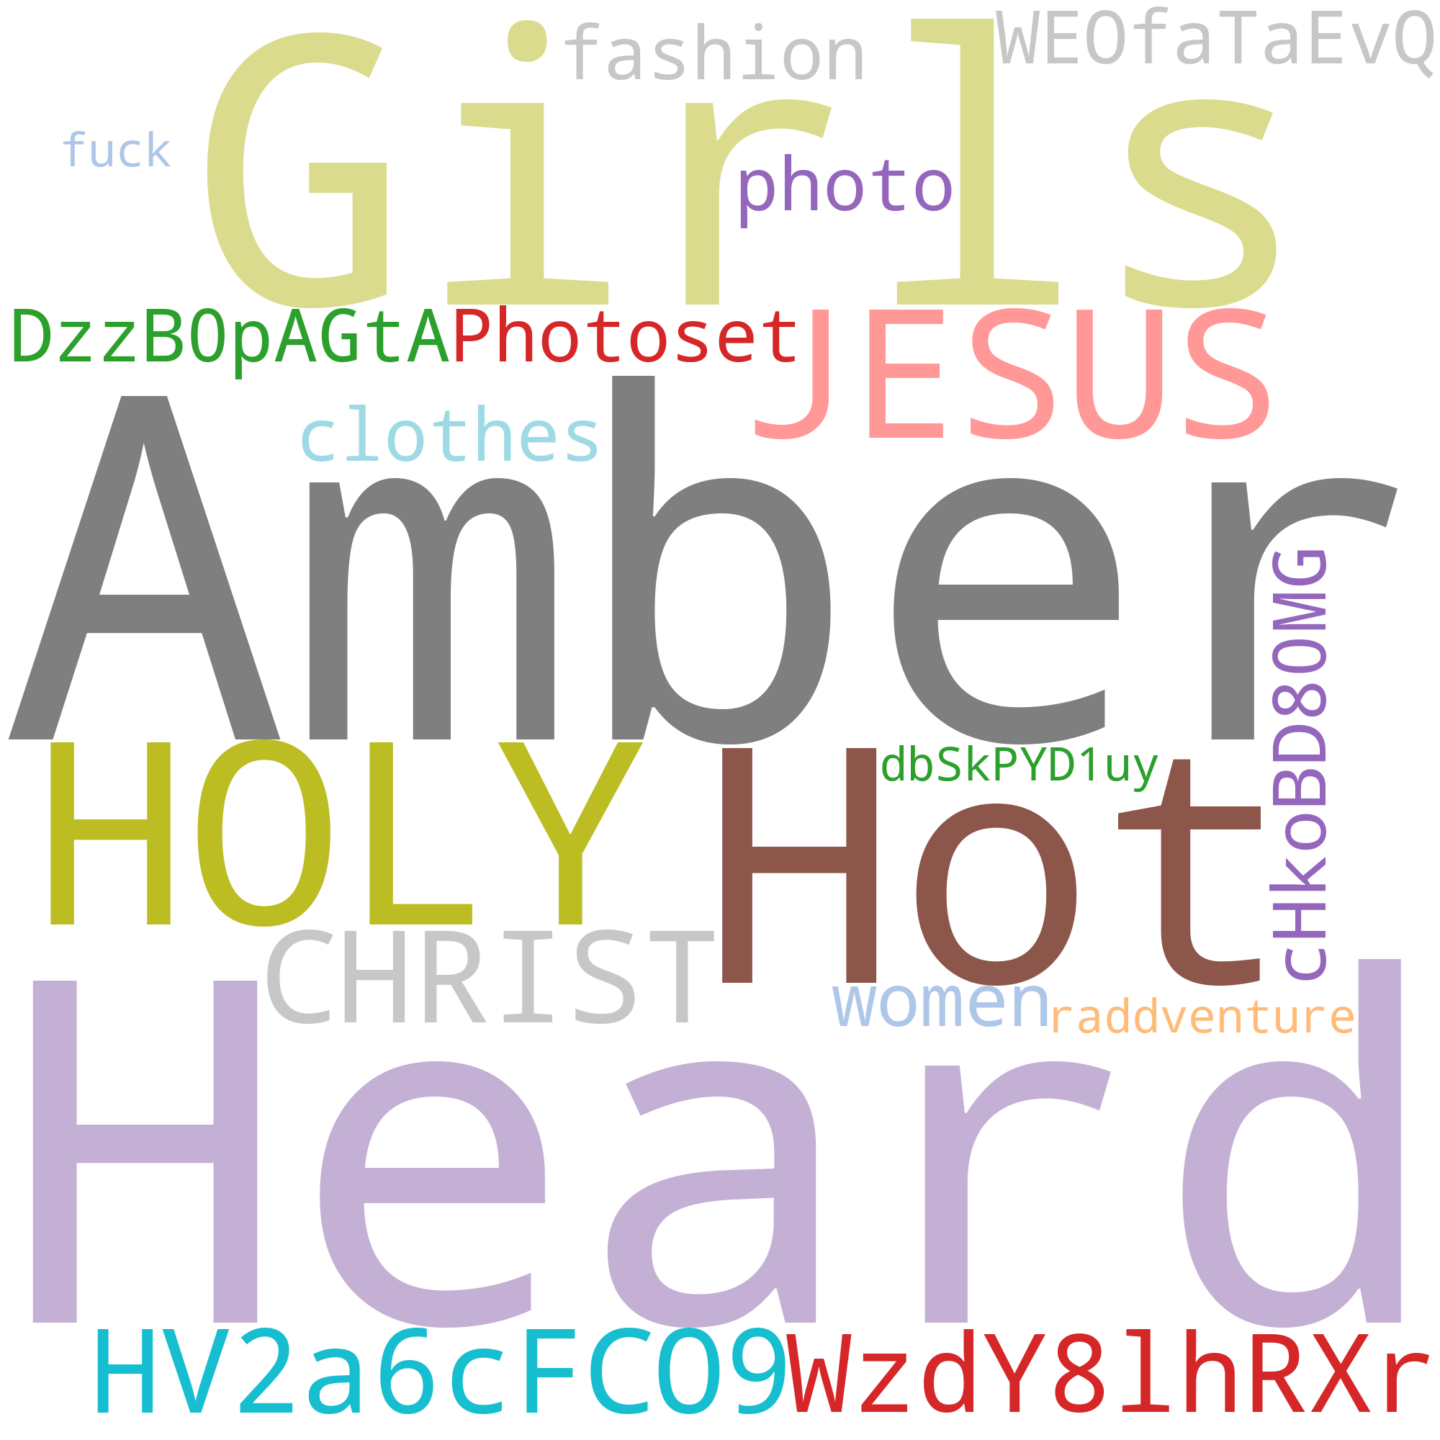 WEOfaTaEvQ
fashion
Girls
fuck
photo
DzzB0pAGtA
Photoset
JESUS
clothes
Amber
cHkoBD8OMG
HOLY
Hot
dbSkPYD1uy
CHRIST
women
raddventure
Heard
HV2a6cFCO9
WzdY8lhRXr